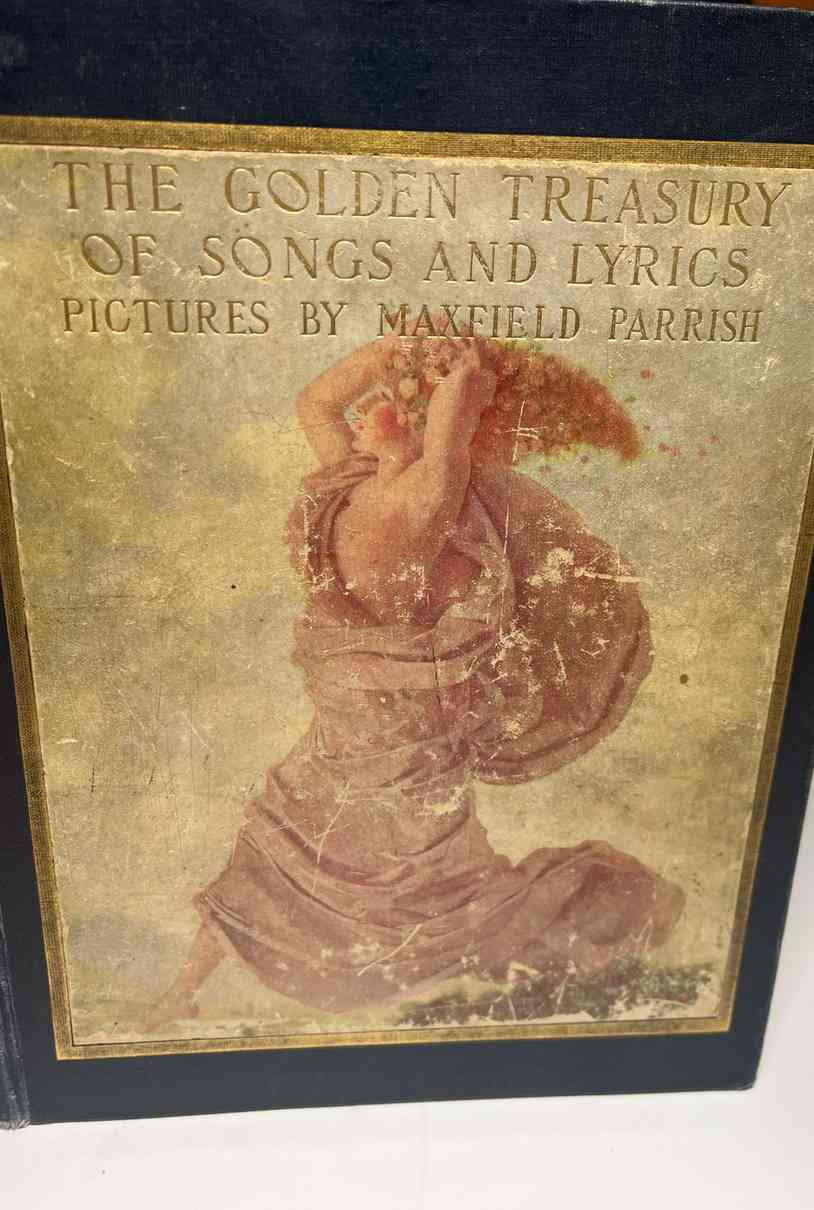 THE GOLDEN TREASURY
OF SONGS AND LYRICS
PICTURES BY MAXFIELD PARRISH